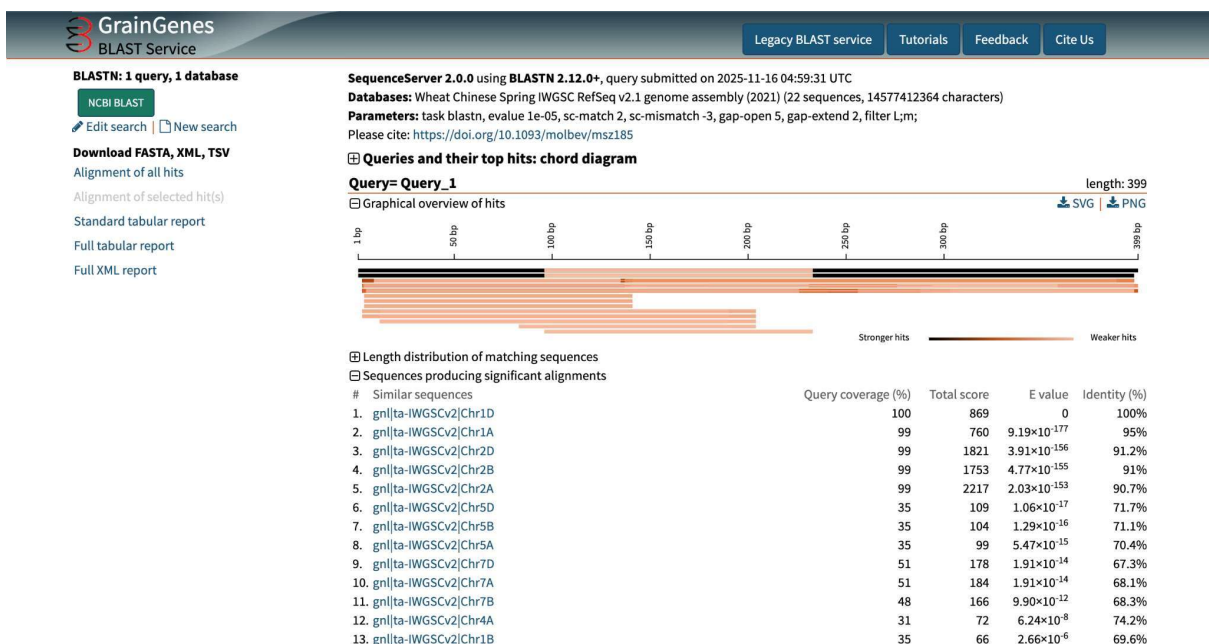 GrainGenes
BLAST Service
Legacy BLAST service
Tutorials
Feedback
Cite Us
BLASTN: 1 query, 1 database
NCBI BLAST
Edit search | New search
Download FASTA, XML, TSV
Alignment of all hits
Alignment of selected hit(s)
Standard tabular report
Full tabular report
Full XML report
SequenceServer 2.0.0 using BLASTN 2.12.0+, query submitted on 2025-11-16 04:59:31 UTC
Databases: Wheat Chinese Spring IWGSC RefSeq v2.1 genome assembly (2021) (22 sequences, 14577412364 characters)
Parameters: task blastn, evalue 1e-05, sc-match 2, sc-mismatch -3, gap-open 5, gap-extend 2, filter L;m;
Please cite: https://doi.org/10.1093/molbev/msz185
Queries and their top hits: chord diagram
Query= Query_1 length: 399
Graphical overview of hits SVG | PNG
1 bp 50 bp 100 bp 150 bp 200 bp 250 bp 300 bp 399 bp
Stronger hits Weaker hits
Length distribution of matching sequences
Sequences producing significant alignments
# Similar sequences Query coverage (%) Total score E value Identity (%)
1. gnl|ta-IWGSCv2|Chr1D 100 869 0 100%
2. gnl|ta-IWGSCv2|Chr1A 99 760 9.19×10⁻¹⁷⁷ 95%
3. gnl|ta-IWGSCv2|Chr2D 99 1821 3.91×10⁻¹⁵⁶ 91.2%
4. gnl|ta-IWGSCv2|Chr2B 99 1753 4.77×10⁻¹⁵⁵ 91%
5. gnl|ta-IWGSCv2|Chr2A 99 2217 2.03×10⁻¹⁵³ 90.7%
6. gnl|ta-IWGSCv2|Chr5D 35 109 1.06×10⁻¹⁷ 71.7%
7. gnl|ta-IWGSCv2|Chr5B 35 104 1.29×10⁻¹⁶ 71.1%
8. gnl|ta-IWGSCv2|Chr5A 35 99 5.47×10⁻¹⁵ 70.4%
9. gnl|ta-IWGSCv2|Chr7D 51 178 1.91×10⁻¹⁴ 67.3%
10. gnl|ta-IWGSCv2|Chr7A 51 184 1.91×10⁻¹⁴ 68.1%
11. gnl|ta-IWGSCv2|Chr7B 48 166 9.90×10⁻¹² 68.3%
12. gnl|ta-IWGSCv2|Chr4A 31 72 6.24×10⁻⁸ 74.2%
13. gnl|ta-IWGSCv2|Chr1B 35 66 2.66×10⁻⁶ 69.6%